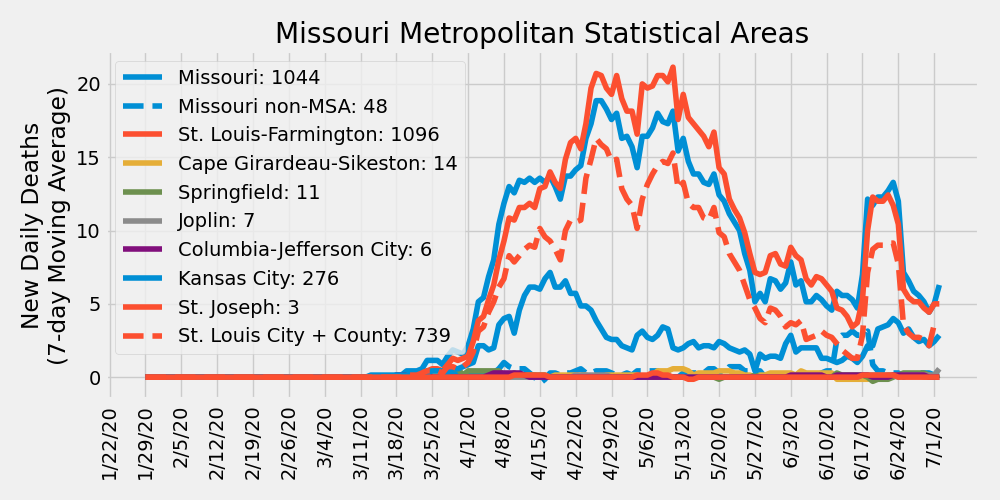 Missouri Metropolitan Statistical Areas
New Daily Deaths
(7-day Moving Average)
20
15
10
5
0
Missouri: 1044
Missouri non-MSA: 48
St. Louis-Farmington: 1096
Cape Girardeau-Sikeston: 14
Springfield: 11
Joplin: 7
Columbia-Jefferson City: 6
Kansas City: 276
St. Joseph: 3
St. Louis City + County: 739
1/22/20
1/29/20
2/5/20
2/12/20
2/19/20
2/26/20
3/4/20
3/11/20
3/18/20
3/25/20
4/1/20
4/8/20
4/15/20
4/22/20
4/29/20
5/6/20
5/13/20
5/20/20
5/27/20
6/3/20
6/10/20
6/17/20
6/24/20
7/1/20